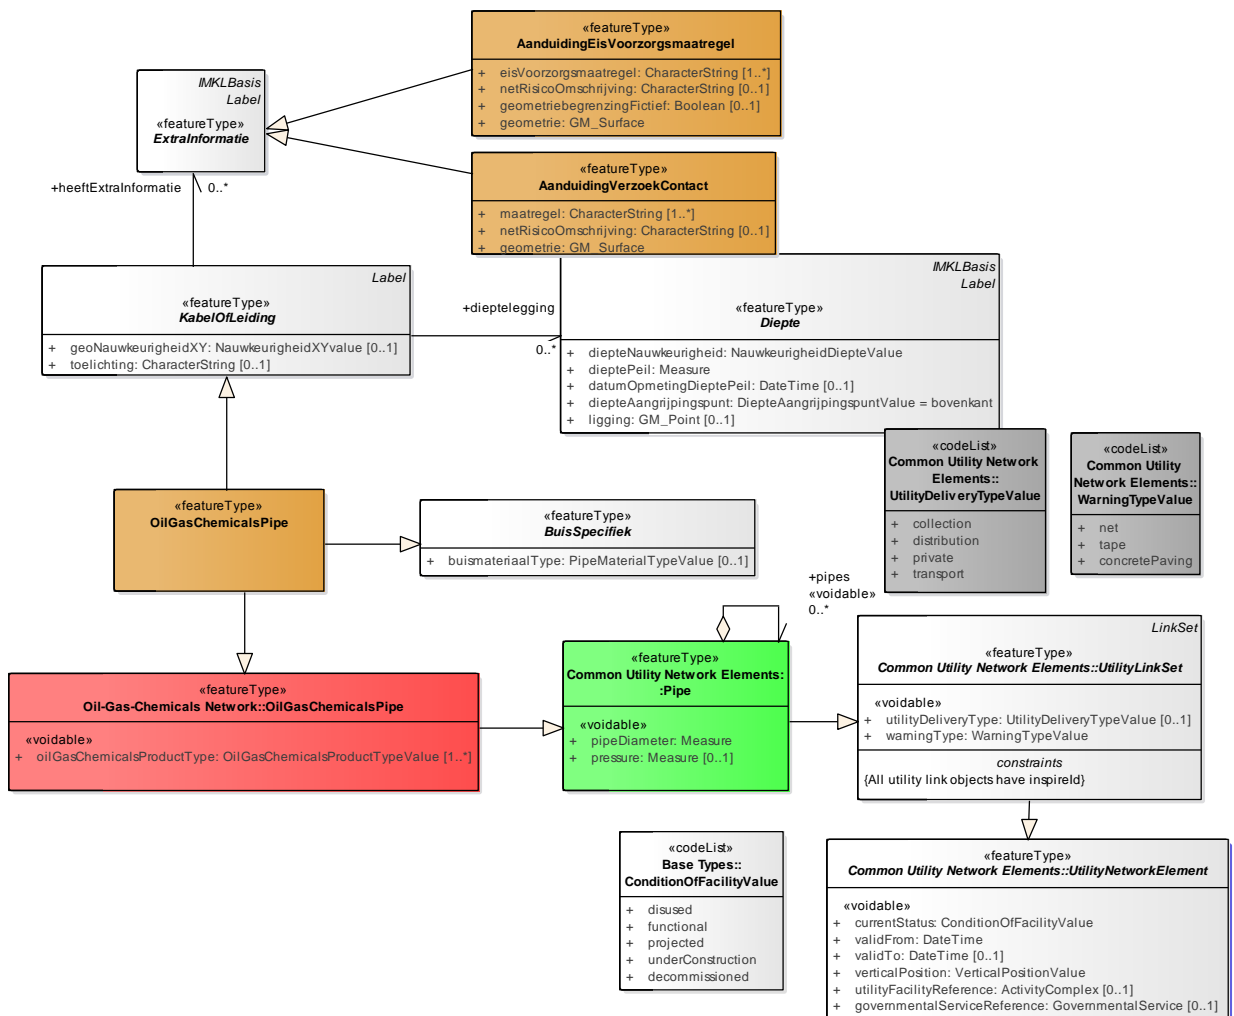 «featureType»
AanduidingEisVoorzorgsmaatregel
+ eisVoorzorgsmaatregel: CharacterString [1..*]
+ netRisicoOmschrijving: CharacterString [0..1]
+ geometriebegrenzingFictief: Boolean [0..1]
+ geometrie: GM_Surface
IMKLBasis
Label
«featureType»
ExtraInformatie
+heeftExtraInformatie
0..*
«featureType»
AanduidingVerzoekContact
+ maatregel: CharacterString [1..*]
+ netRisicoOmschrijving: CharacterString [0..1]
+ geometrie: GM_Surface
Label
«featureType»
KabelOfLeiding
+ geoNauwkeurigheidXY: NauwkeurigheidXYvalue [0..1]
+ toelichting: CharacterString [0..1]
+dieptelegging
0..*
IMKLBasis
Label
«featureType»
Diepte
+ diepteNauwkeurigheid: NauwkeurigheidDiepteValue
+ dieptePeil: Measure
+ datumOpmetingDieptePeil: DateTime [0..1]
+ diepteAangrijpingspunt: DiepteAangrijpingspuntValue = bovenkant
+ ligging: GM_Point [0..1]
«codeList»
Common Utility Network
Elements::
UtilityDeliveryTypeValue
+ collection
+ distribution
+ private
+ transport
«codeList»
Common Utility
Network Elements::
WarningTypeValue
+ net
+ tape
+ concretePaving
«featureType»
OilGasChemicalsPipe
«featureType»
BuisSpecifiek
+ buismateriaalType: PipeMaterialTypeValue [0..1]
+pipes
«voidable»
0..*
«featureType»
Oil-Gas-Chemicals Network::OilGasChemicalsPipe
«voidable»
+ oilGasChemicalsProductType: OilGasChemicalsProductTypeValue [1..*]
«featureType»
Common Utility Network Elements:
:Pipe
«voidable»
+ pipeDiameter: Measure
+ pressure: Measure [0..1]
LinkSet
«featureType»
Common Utility Network Elements::UtilityLinkSet
«voidable»
+ utilityDeliveryType: UtilityDeliveryTypeValue [0..1]
+ warningType: WarningTypeValue
constraints
{All utility link objects have inspireId}
«codeList»
Base Types::
ConditionOfFacilityValue
+ disused
+ functional
+ projected
+ underConstruction
+ decommissioned
«featureType»
Common Utility Network Elements::UtilityNetworkElement
«voidable»
+ currentStatus: ConditionOfFacilityValue
+ validFrom: DateTime
+ validTo: DateTime [0..1]
+ verticalPosition: VerticalPositionValue
+ utilityFacilityReference: ActivityComplex [0..1]
+ governmentalServiceReference: GovernmentalService [0..1]